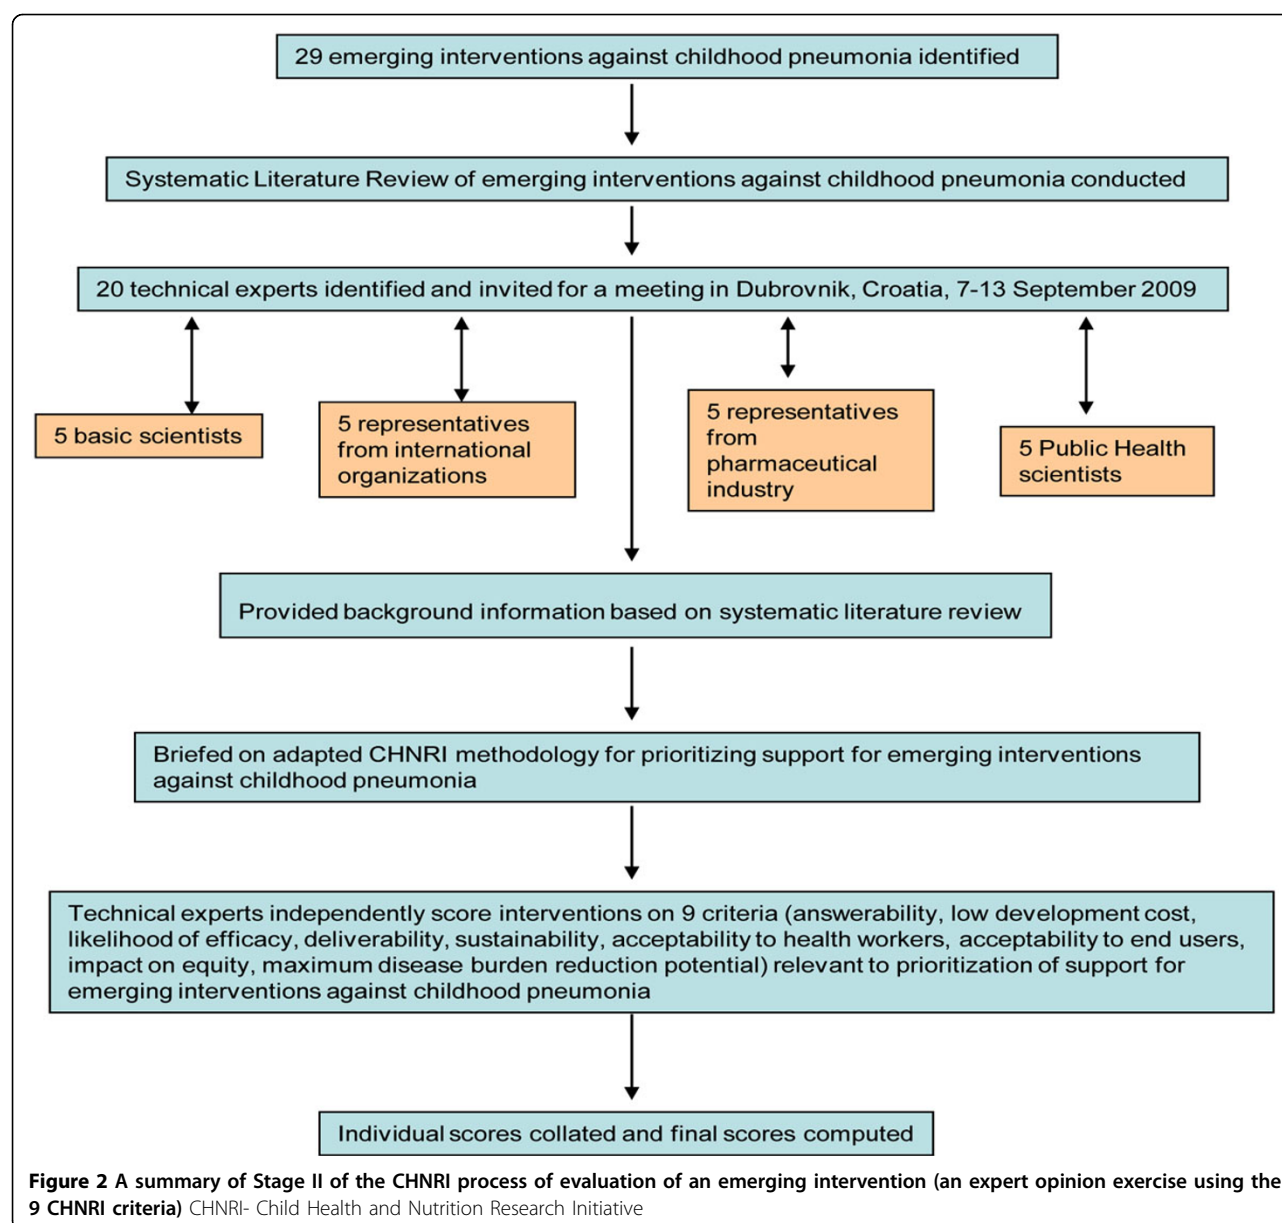 29 emerging interventions against childhood pneumonia identified
Systematic Literature Review of emerging interventions against childhood pneumonia conducted
20 technical experts identified and invited for a meeting in Dubrovnik, Croatia, 7-13 September 2009
5 basic scientists
5 representatives
from international
organizations
5 representatives
from
pharmaceutical
industry
5 Public Health
scientists
Provided background information based on systematic literature review
Briefed on adapted CHNRI methodology for prioritizing support for emerging interventions
against childhood pneumonia
Technical experts independently score interventions on 9 criteria (answerability, low development cost,
likelihood of efficacy, deliverability, sustainability, acceptability to health workers, acceptability to end users,
impact on equity, maximum disease burden reduction potential) relevant to prioritization of support for
emerging interventions against childhood pneumonia
Individual scores collated and final scores computed
Figure 2 A summary of Stage II of the CHNRI process of evaluation of an emerging intervention (an expert opinion exercise using the
9 CHNRI criteria) CHNRI- Child Health and Nutrition Research Initiative